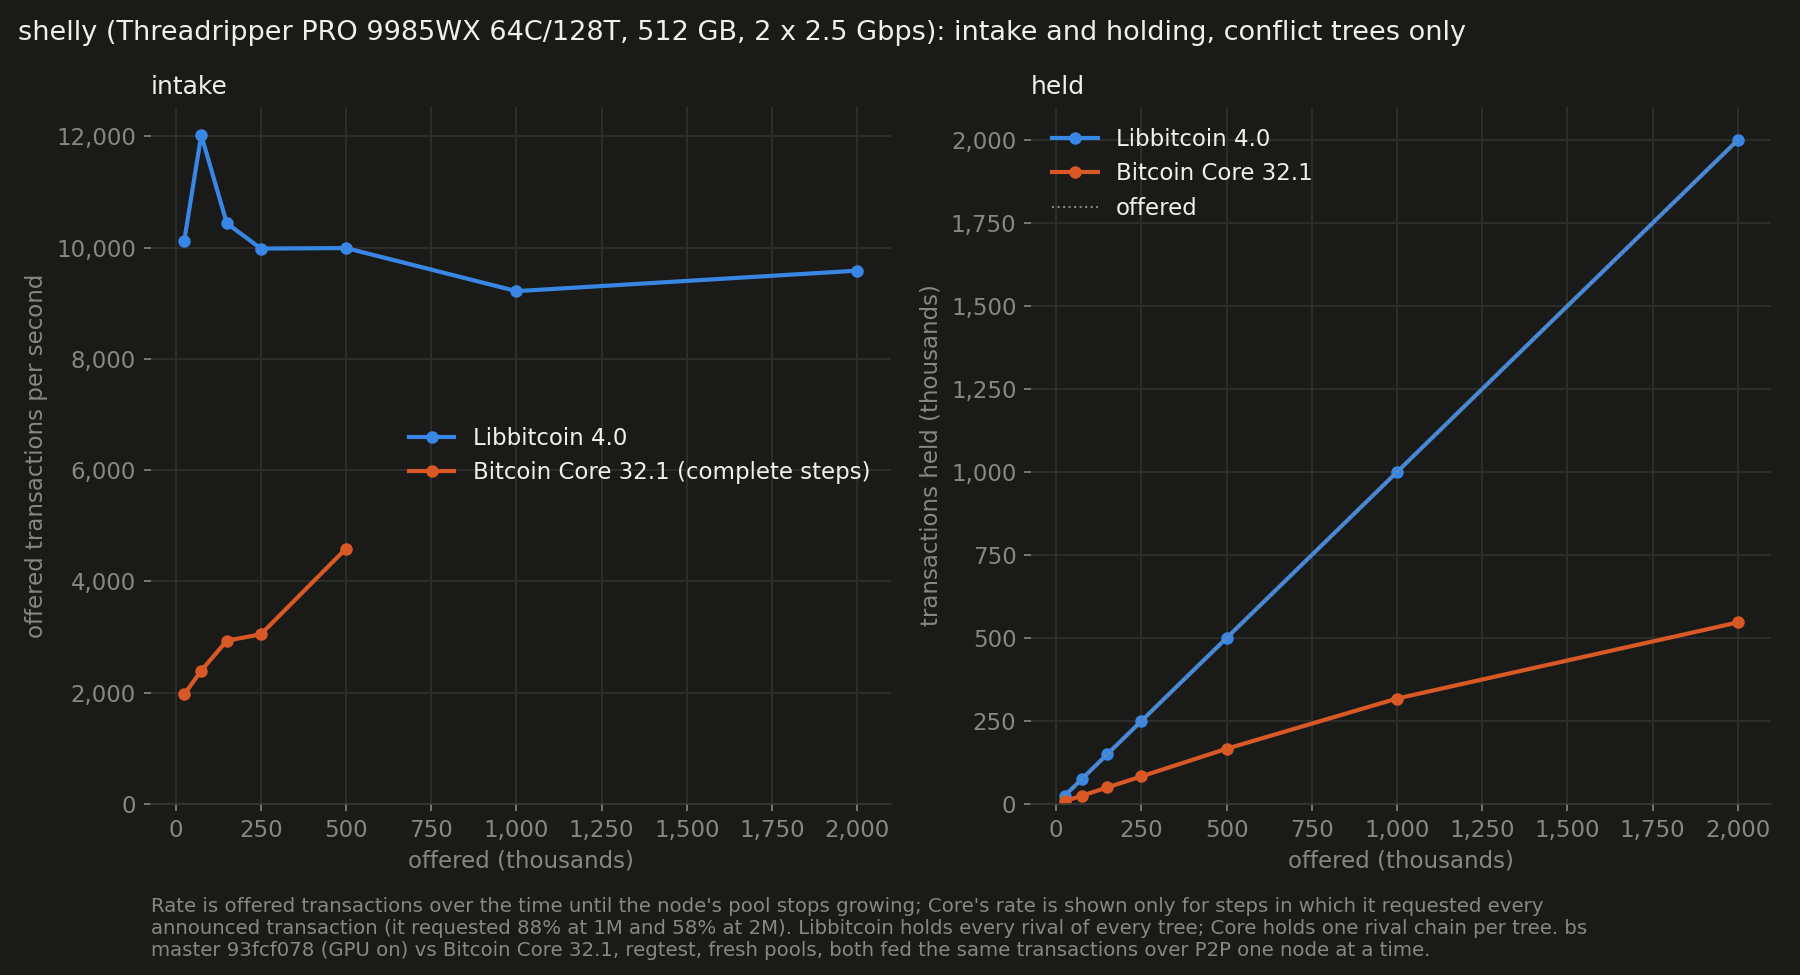 shelly (Threadripper PRO 9985WX 64C/128T, 512 GB, 2 x 2.5 Gbps): intake and holding, conflict trees only
intake
12,000
10,000
8,000
6,000
4,000
2,000
0
offered transactions per second
Libbitcoin 4.0
Bitcoin Core 32.1 (complete steps)
0 250 500 750 1,000 1,250 1,500 1,750 2,000
offered (thousands)
held
2,000
1,750
1,500
1,250
1,000
750
500
250
0
transactions held (thousands)
Libbitcoin 4.0
Bitcoin Core 32.1
offered
0 250 500 750 1,000 1,250 1,500 1,750 2,000
offered (thousands)
Rate is offered transactions over the time until the node's pool stops growing; Core's rate is shown only for steps in which it requested every
announced transaction (it requested 88% at 1M and 58% at 2M). Libbitcoin holds every rival of every tree; Core holds one rival chain per tree. bs
master 93fcf078 (GPU on) vs Bitcoin Core 32.1, regtest, fresh pools, both fed the same transactions over P2P one node at a time.